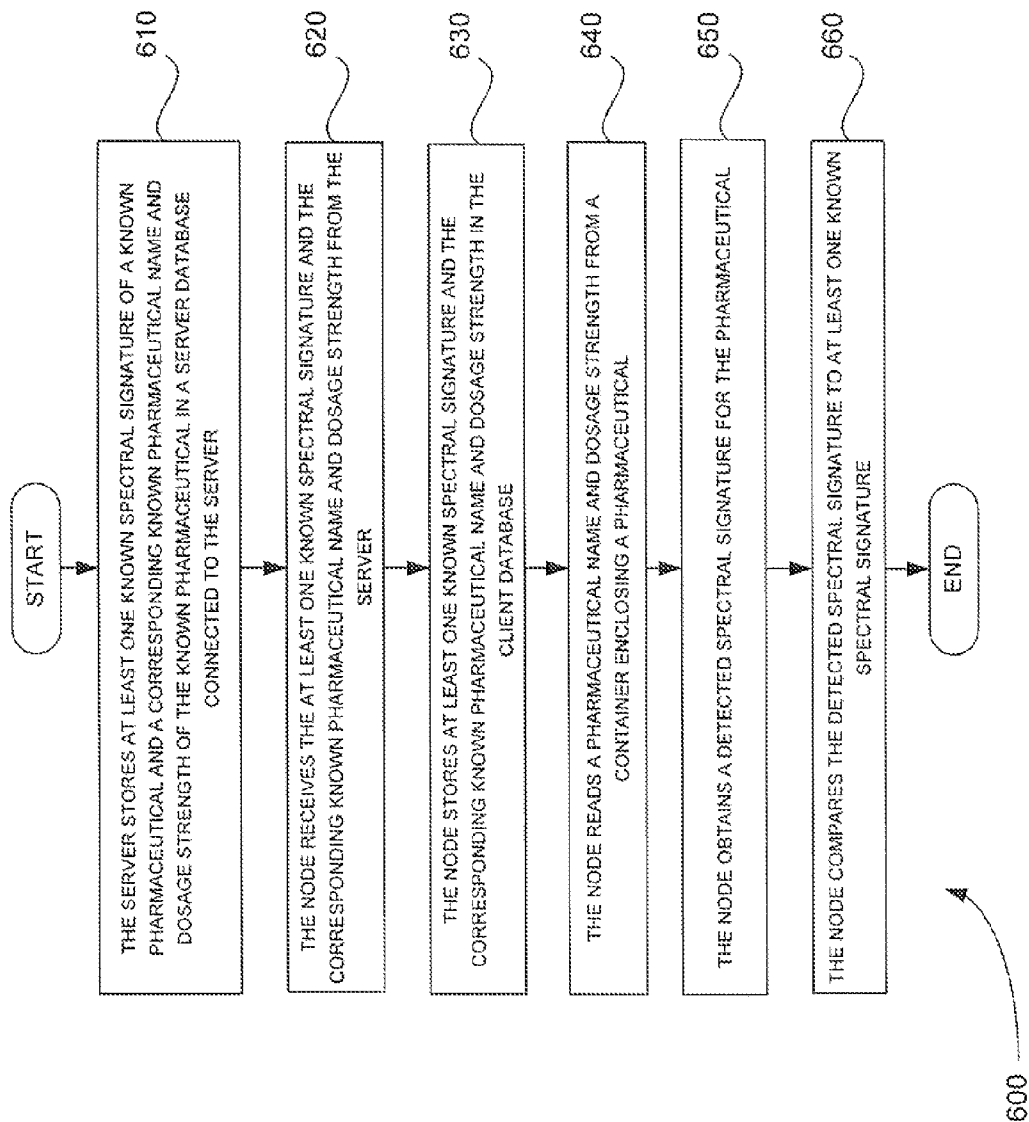 START
THE SERVER STORES AT LEAST ONE KNOWN SPECTRAL SIGNATURE OF A KNOWN
PHARMACEUTICAL AND A CORRESPONDING KNOWN PHARMACEUTICAL NAME AND
DOSAGE STRENGTH OF THE KNOWN PHARMACEUTICAL IN A SERVER DATABASE
CONNECTED TO THE SERVER
610
THE NODE RECEIVES THE AT LEAST ONE KNOWN SPECTRAL SIGNATURE AND THE
CORRESPONDING KNOWN PHARMACEUTICAL NAME AND DOSAGE STRENGTH FROM THE
SERVER
620
THE NODE STORES AT LEAST ONE KNOWN SPECTRAL SIGNATURE AND THE
CORRESPONDING KNOWN PHARMACEUTICAL NAME AND DOSAGE STRENGTH IN THE
CLIENT DATABASE
630
THE NODE READS A PHARMACEUTICAL NAME AND DOSAGE STRENGTH FROM A
CONTAINER ENCLOSING A PHARMACEUTICAL
640
THE NODE OBTAINS A DETECTED SPECTRAL SIGNATURE FOR THE PHARMACEUTICAL
650
THE NODE COMPARES THE DETECTED SPECTRAL SIGNATURE TO AT LEAST ONE KNOWN
SPECTRAL SIGNATURE
660
END
600